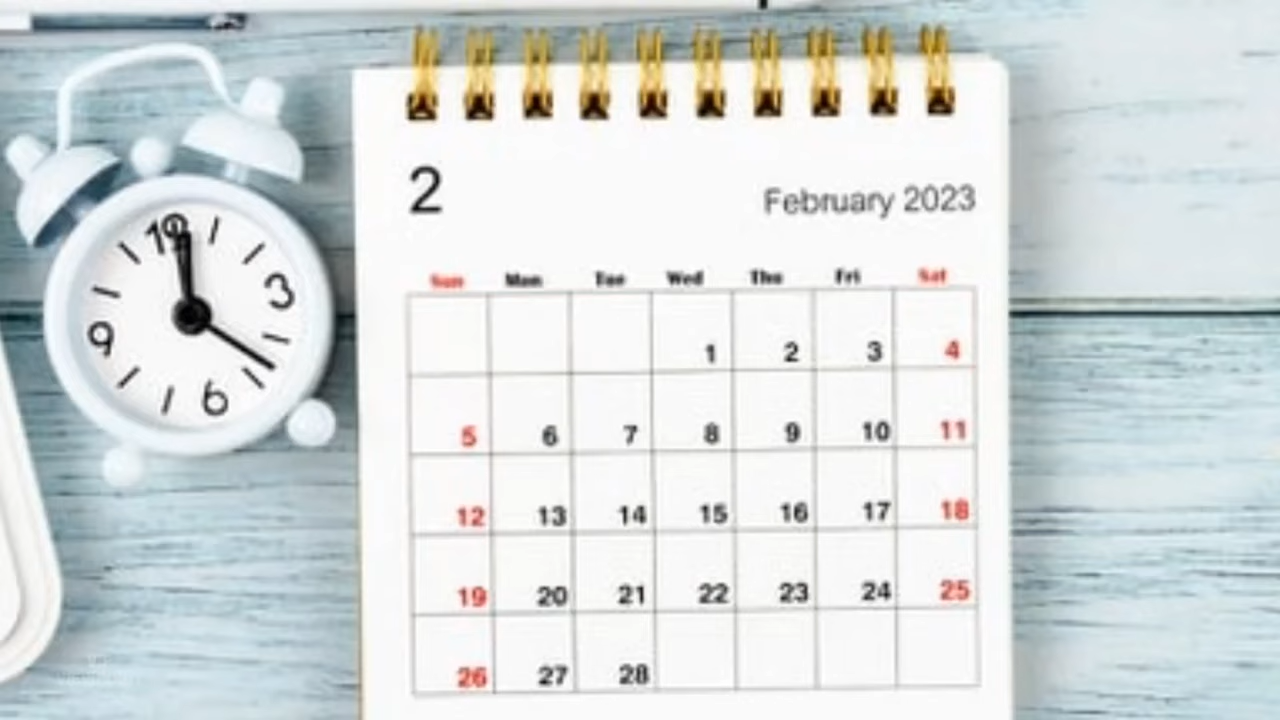 2
February 2023
Sun Mon Tue Wed Thu Fri Sat
1 2 3 4
5 6 7 8 9 10 11
12 13 14 15 16 17 18
19 20 21 22 23 24 25
26 27 28
12
3
9
6